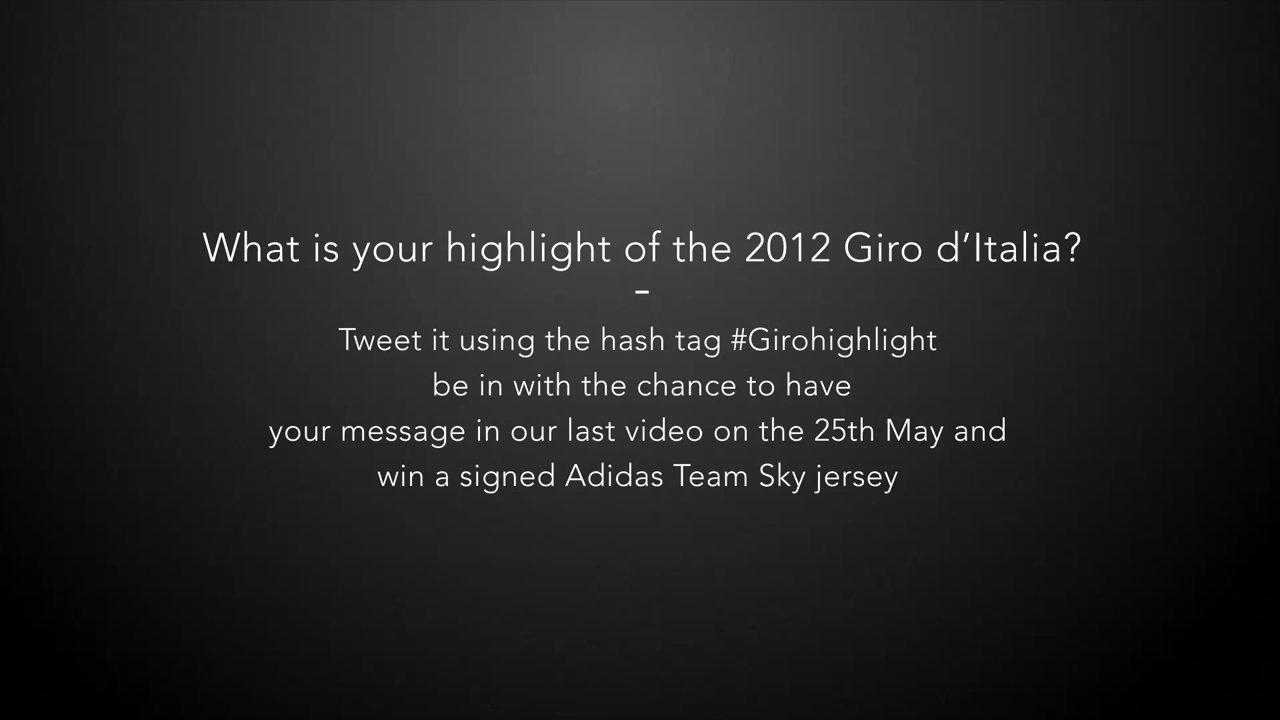 What is your highlight of the 2012 Giro d’Italia?
–
Tweet it using the hash tag #Girohighlight
be in with the chance to have
your message in our last video on the 25th May and
win a signed Adidas Team Sky jersey